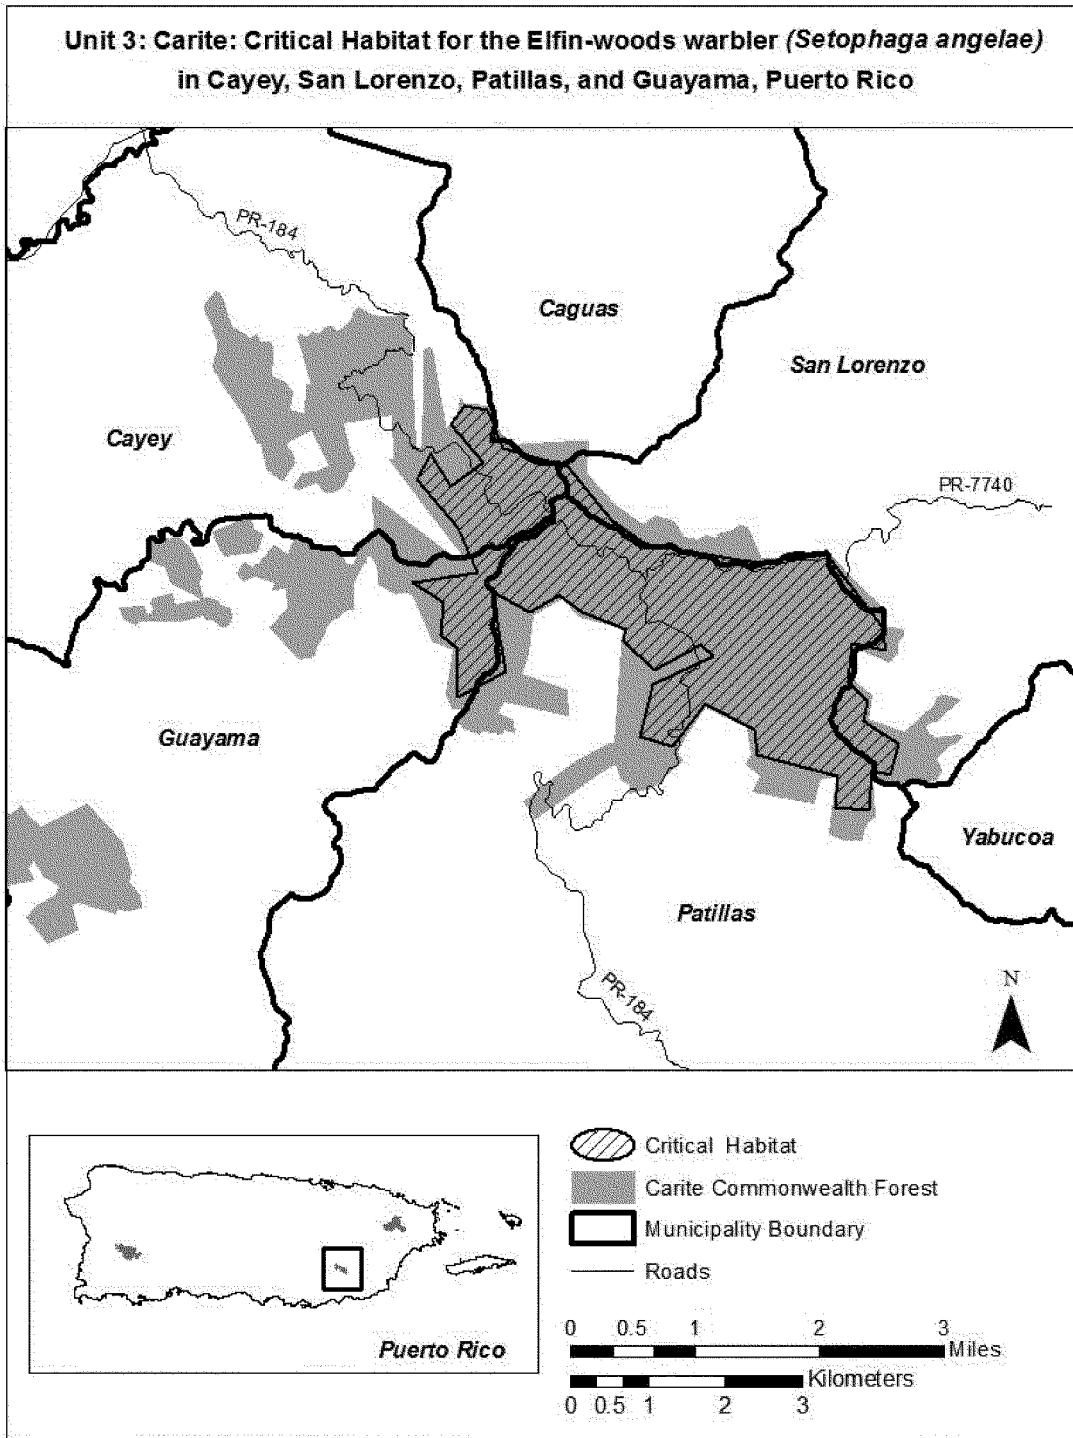 Unit 3: Carite: Critical Habitat for the Elfin-woods warbler (Setophaga angelae)
in Cayey, San Lorenzo, Patillas, and Guayama, Puerto Rico
PR-184
Caguas
San Lorenzo
Cayey
PR-7740
Guayama
Yabucoa
Patillas
PR-184
N
Critical Habitat
Carite Commonwealth Forest
Municipality Boundary
Roads
Puerto Rico
0 0.5 1 2 3
Miles
Kilometers
0 0.5 1 2 3